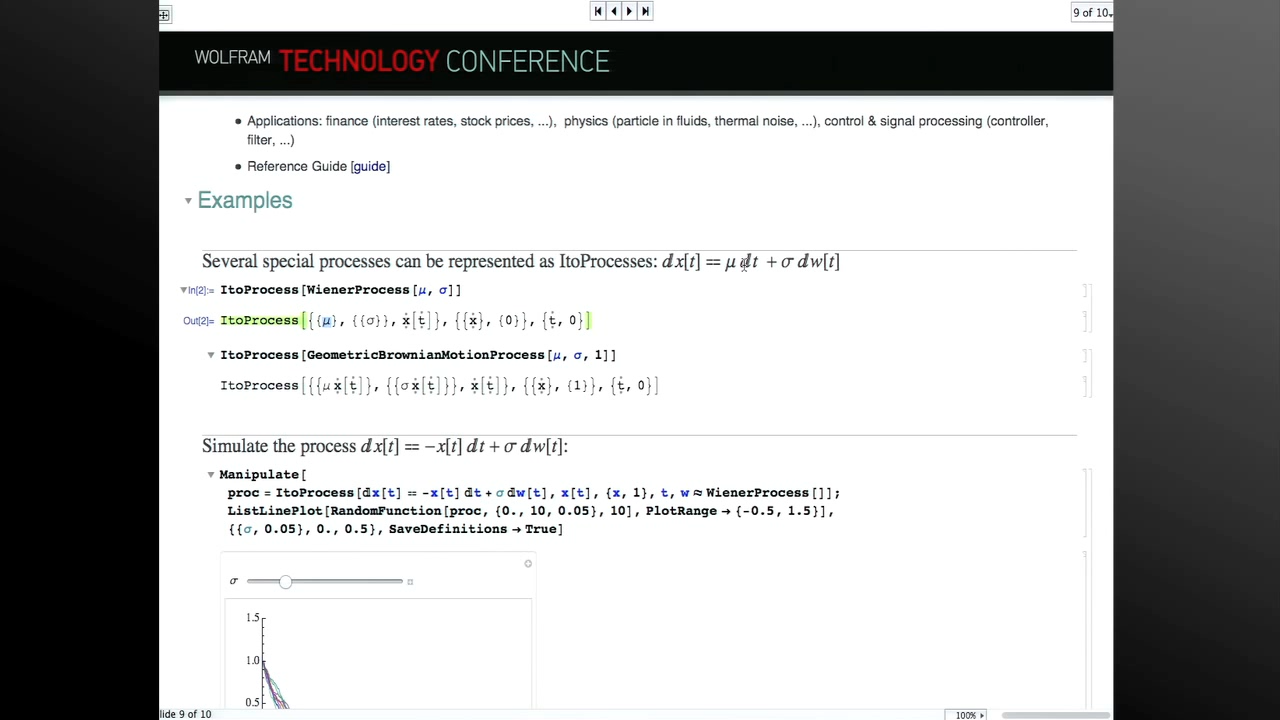 9 of 10
WOLFRAM TECHNOLOGY CONFERENCE
• Applications: finance (interest rates, stock prices, ...), physics (particle in fluids, thermal noise, ...), control & signal processing (controller,
filter, ...)
• Reference Guide [guide]
Examples
Several special processes can be represented as ItoProcesses: ⅆx[t] == μ ⅆt + σ ⅆw[t]
In[2]:= ItoProcess[WienerProcess[μ, σ]]
Out[2]= ItoProcess[{{μ}, {{σ}}, ẋ[ṫ]}, {{ẋ}, {0}}, {ṫ, 0}]
ItoProcess[GeometricBrownianMotionProcess[μ, σ, 1]]
ItoProcess[{{μ ẋ[ṫ]}, {{σ ẋ[ṫ]}}, ẋ[ṫ]}, {{ẋ}, {1}}, {ṫ, 0}]
Simulate the process ⅆx[t] == −x[t] ⅆt + σ ⅆw[t]:
Manipulate[
proc = ItoProcess[ⅆx[t] == -x[t] ⅆt + σ ⅆw[t], x[t], {x, 1}, t, w ≈ WienerProcess[]];
ListLinePlot[RandomFunction[proc, {0., 10, 0.05}, 10], PlotRange → {-0.5, 1.5}],
{{σ, 0.05}, 0., 0.5}, SaveDefinitions → True]
σ
1.5
1.0
0.5
lide 9 of 10
100%